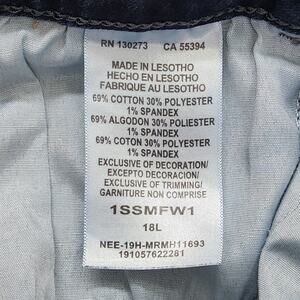 RN 130273 CA 55394
MADE IN LESOTHO
HECHO EN LESOTHO
FABRIQUE AU LESOTHO
69% COTTON 30% POLYESTER
1% SPANDEX
69% ALGODON 30% POLYESTER
1% SPANDEX
69% COTON 30% POLYESTER
1% SPANDEX
EXCLUSIVE OF DECORATION/
EXCEPTO DECORACION/
EXCLUSIVE OF TRIMMING/
GARNITURE NON COMPRISE
1SSMFW1
18L
NEE-19H-MRMH11693
191057622281